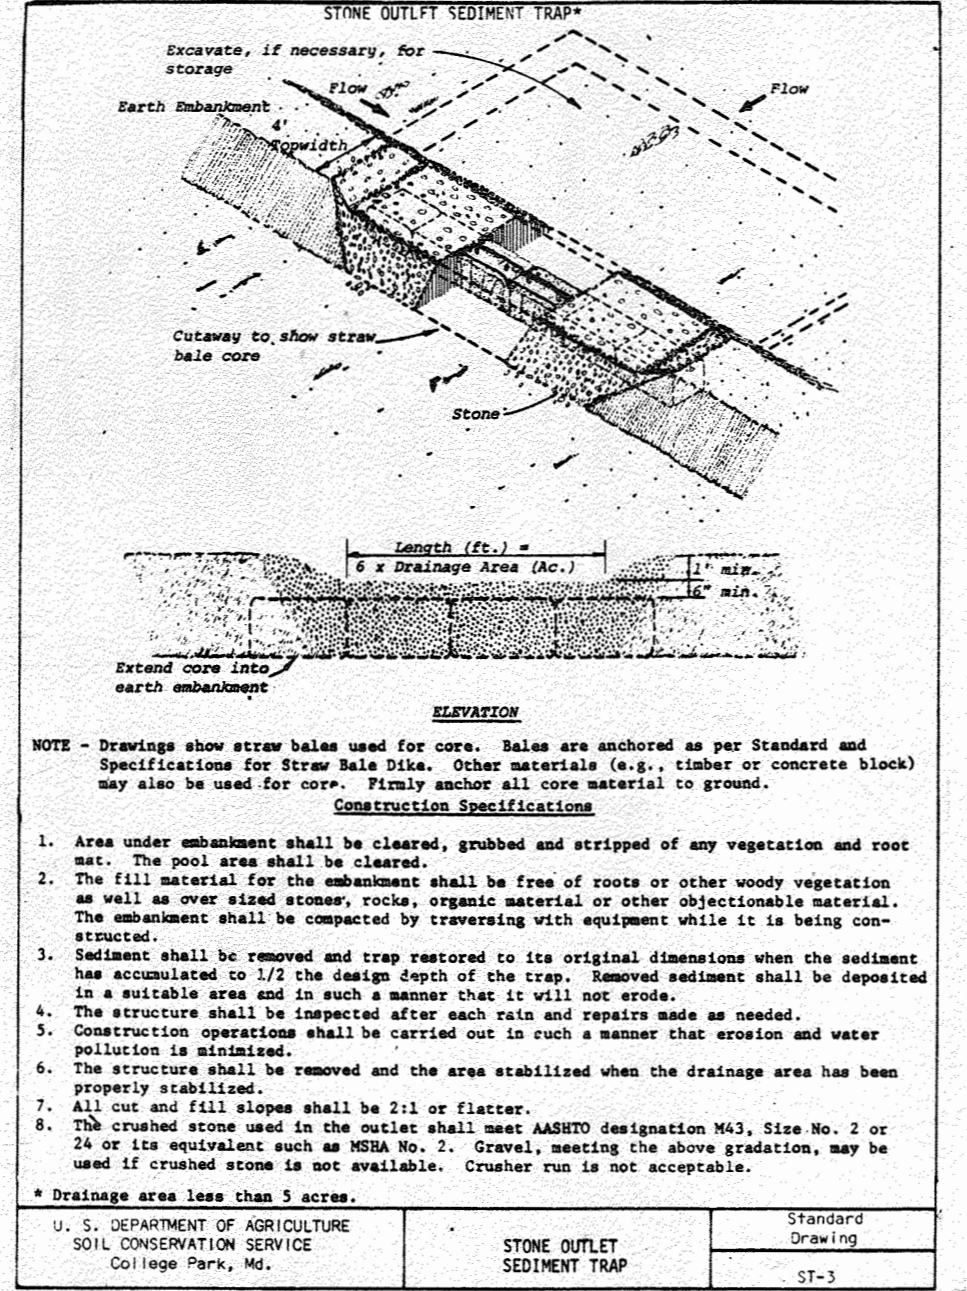 STONE OUTLET SEDIMENT TRAP*
Excavate, if necessary, for
storage
Flow
Flow
Earth Embankment
4'
Topwidth
Cutaway to show straw
bale core
Stone
Length (ft.) =
6 x Drainage Area (Ac.)
1' min.
6" min.
Extend core into
earth embankment
ELEVATION
NOTE - Drawings show straw bales used for core. Bales are anchored as per Standard and
Specifications for Straw Bale Dike. Other materials (e.g., timber or concrete block)
may also be used for core. Firmly anchor all core material to ground.
Construction Specifications
1. Area under embankment shall be cleared, grubbed and stripped of any vegetation and root
mat. The pool area shall be cleared.
2. The fill material for the embankment shall be free of roots or other woody vegetation
as well as over sized stones, rocks, organic material or other objectionable material.
The embankment shall be compacted by traversing with equipment while it is being con-
structed.
3. Sediment shall be removed and trap restored to its original dimensions when the sediment
has accumulated to 1/2 the design depth of the trap. Removed sediment shall be deposited
in a suitable area and in such a manner that it will not erode.
4. The structure shall be inspected after each rain and repairs made as needed.
5. Construction operations shall be carried out in such a manner that erosion and water
pollution is minimized.
6. The structure shall be removed and the area stabilized when the drainage area has been
properly stabilized.
7. All cut and fill slopes shall be 2:1 or flatter.
8. The crushed stone used in the outlet shall meet AASHTO designation M43, Size No. 2 or
24 or its equivalent such as MSHA No. 2. Gravel, meeting the above gradation, may be
used if crushed stone is not available. Crusher run is not acceptable.
* Drainage area less than 5 acres.
U. S. DEPARTMENT OF AGRICULTURE
SOIL CONSERVATION SERVICE
College Park, Md.
STONE OUTLET
SEDIMENT TRAP
Standard
Drawing
ST-3